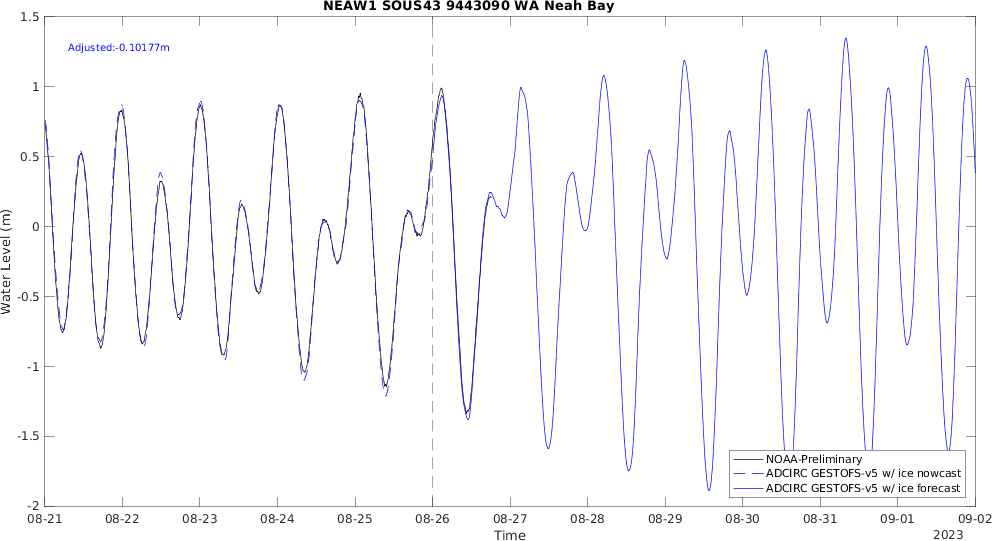 NEAW1 SOUS43 9443090 WA Neah Bay
Adjusted:-0.10177m
1.5
1
0.5
0
-0.5
-1
-1.5
-2
Water Level (m)
NOAA-Preliminary
ADCIRC GESTOFS-v5 w/ ice nowcast
ADCIRC GESTOFS-v5 w/ ice forecast
08-21 08-22 08-23 08-24 08-25 08-26 08-27 08-28 08-29 08-30 08-31 09-01 09-02
Time
2023